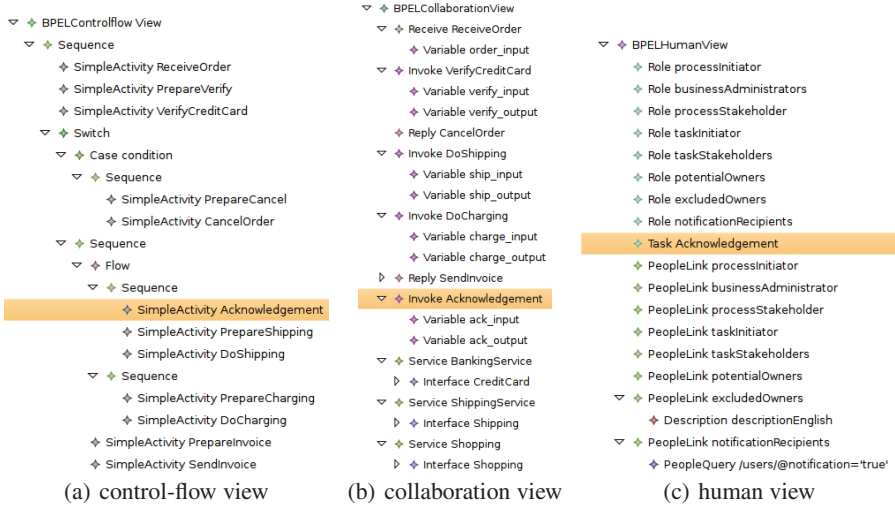 BPELControlflow View
Sequence
SimpleActivity ReceiveOrder
SimpleActivity PrepareVerify
SimpleActivity VerifyCreditCard
Switch
Case condition
Sequence
SimpleActivity PrepareCancel
SimpleActivity CancelOrder
Sequence
Flow
Sequence
SimpleActivity Acknowledgement
SimpleActivity PrepareShipping
SimpleActivity DoShipping
Sequence
SimpleActivity PrepareCharging
SimpleActivity DoCharging
SimpleActivity PrepareInvoice
SimpleActivity SendInvoice
(a) control-flow view
BPELCollaborationView
Receive ReceiveOrder
Variable order_input
Invoke VerifyCreditCard
Variable verify_input
Variable verify_output
Reply CancelOrder
Invoke DoShipping
Variable ship_input
Variable ship_output
Invoke DoCharging
Variable charge_input
Variable charge_output
Reply SendInvoice
Invoke Acknowledgement
Variable ack_input
Variable ack_output
Service BankingService
Interface CreditCard
Service ShippingService
Interface Shipping
Service Shopping
Interface Shopping
(b) collaboration view
BPELHumanView
Role processInitiator
Role businessAdministrators
Role processStakeholder
Role taskInitiator
Role taskStakeholders
Role potentialOwners
Role excludedOwners
Role notificationRecipients
Task Acknowledgement
PeopleLink processInitiator
PeopleLink businessAdministrator
PeopleLink processStakeholder
PeopleLink taskInitiator
PeopleLink taskStakeholders
PeopleLink potentialOwners
PeopleLink excludedOwners
Description descriptionEnglish
PeopleLink notificationRecipients
PeopleQuery /users/@notification='true'
(c) human view